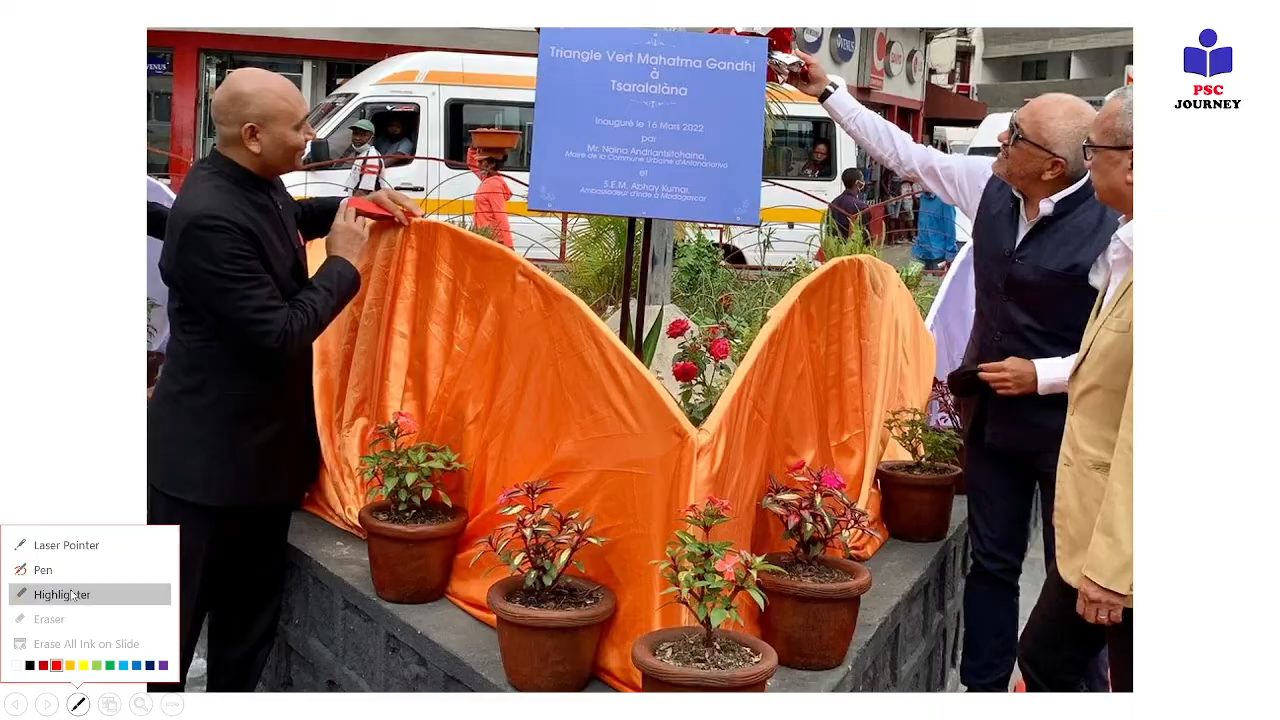 Triangle Vert Mahatma Gandhi
à
Tsaralalàna
Inauguré le 16 Mars 2022
par
Mr. Naina Andriantsitohaina,
Maire de la Commune Urbaine d'Antananarivo
et
S.E.M. Abhay Kumar,
Ambassadeur d'Inde à Madagascar
VENUS
VENUS
PSC
JOURNEY
Laser Pointer
Pen
Highlighter
Eraser
Erase All Ink on Slide